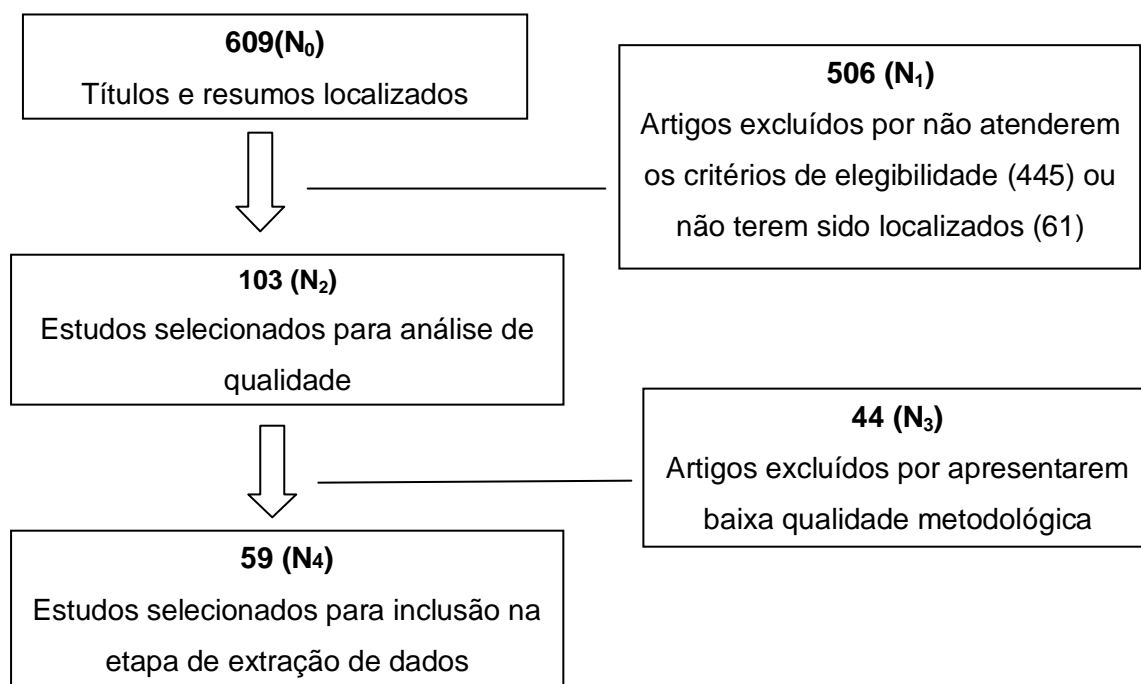 609(N₀)
Títulos e resumos localizados
506 (N₁)
Artigos excluídos por não atenderem
os critérios de elegibilidade (445) ou
não terem sido localizados (61)
103 (N₂)
Estudos selecionados para análise de
qualidade
44 (N₃)
Artigos excluídos por apresentarem
baixa qualidade metodológica
59 (N₄)
Estudos selecionados para inclusão na
etapa de extração de dados